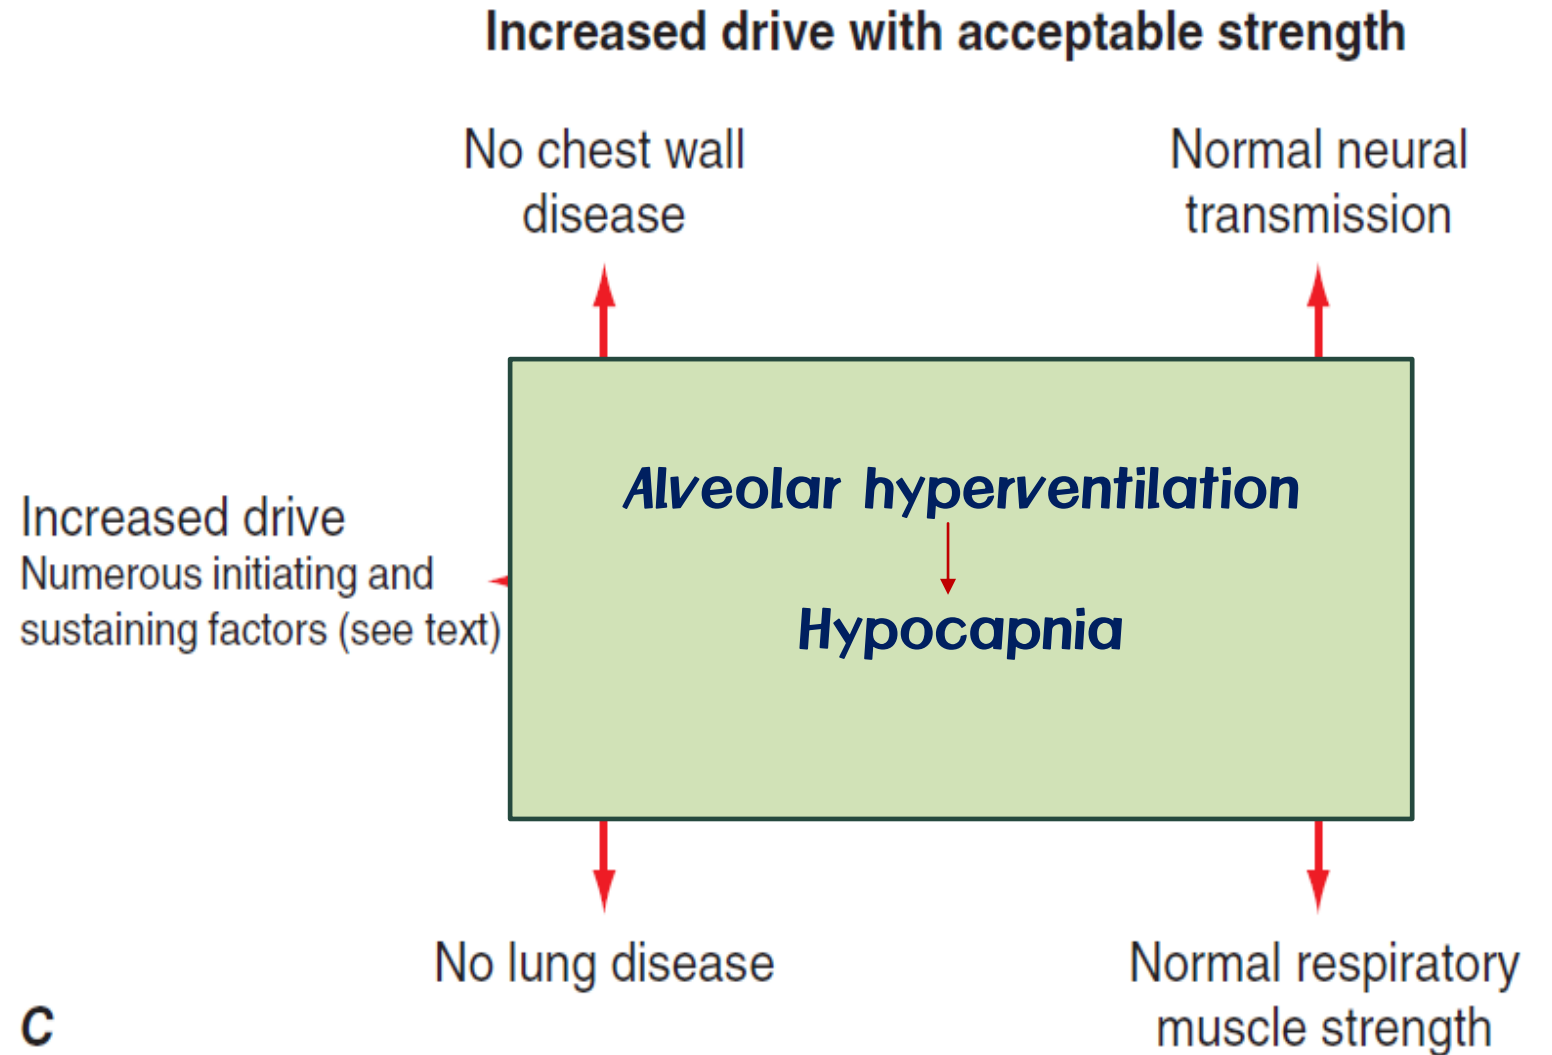 Increased drive with acceptable strength
No chest wall
disease
Normal neural
transmission
Alveolar hyperventilation
Hypocapnia
Increased drive
Numerous initiating and
sustaining factors (see text)
No lung disease
Normal respiratory
muscle strength
C